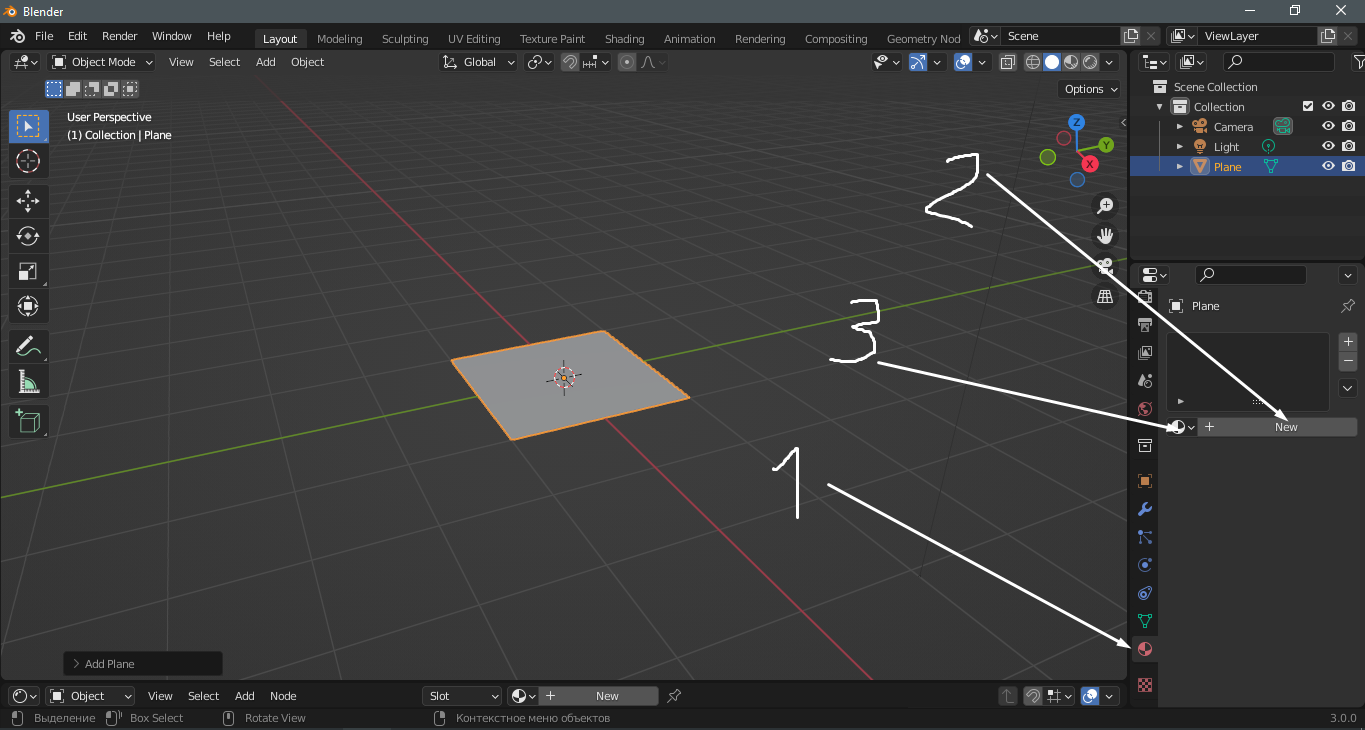 Blender
File Edit Render Window Help Layout Modeling Sculpting UV Editing Texture Paint Shading Animation Rendering Compositing Geometry Nod Scene ViewLayer
Object Mode View Select Add Object Global
Options
User Perspective
(1) Collection | Plane
Scene Collection
Collection
Camera
Light
Plane
Z
Y
X
2
Plane
3
+ New
1
Add Plane
Object View Select Add Node Slot + New
Выделение Box Select Rotate View Контекстное меню объектов 3.0.0